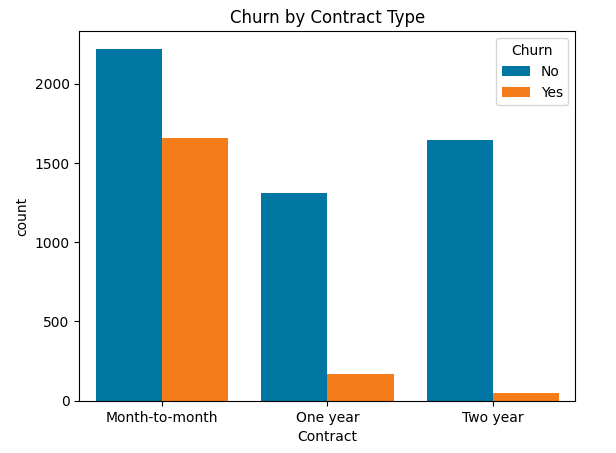 Churn by Contract Type
Churn
No
Yes
count
2000
1500
1000
500
0
Month-to-month
One year
Two year
Contract